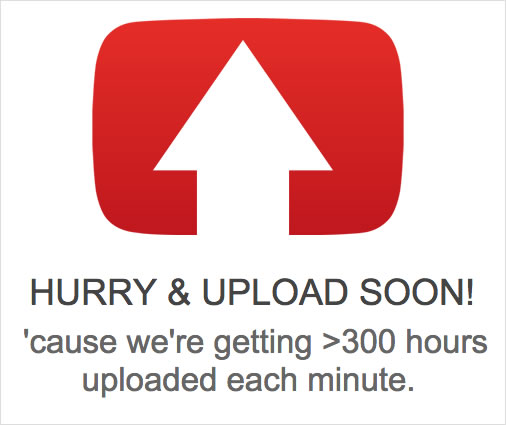 HURRY & UPLOAD SOON!
'cause we're getting >300 hours
uploaded each minute.